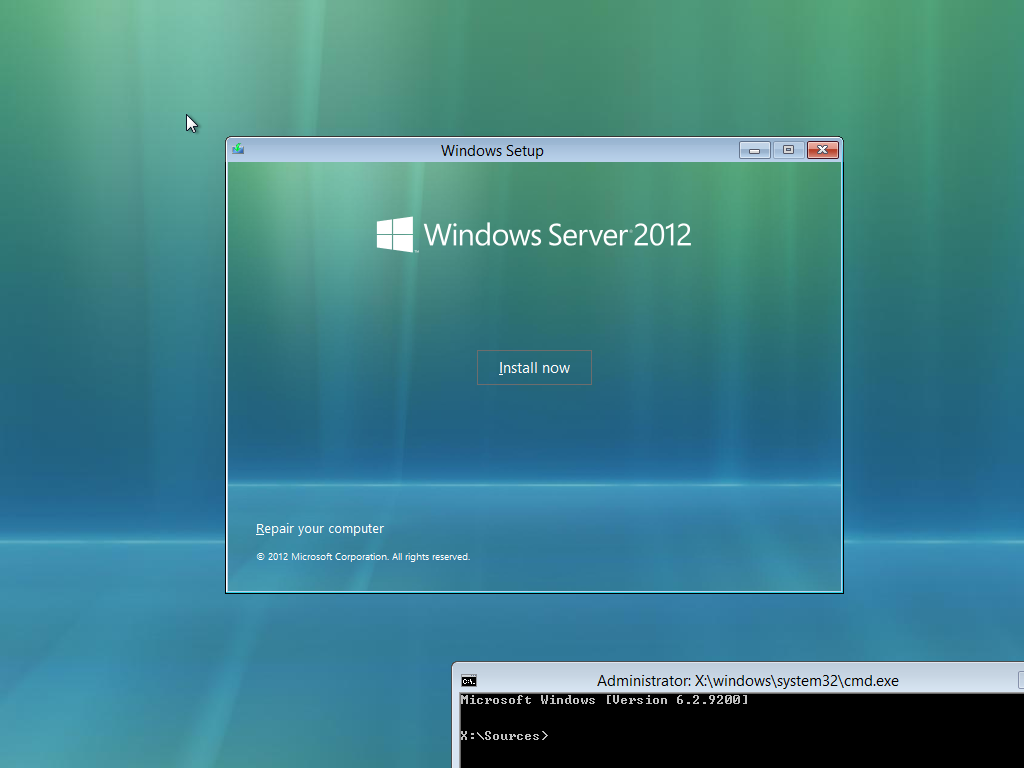 Windows Setup
Windows Server 2012
Install now
Repair your computer
© 2012 Microsoft Corporation. All rights reserved.
Administrator: X:\windows\system32\cmd.exe
Microsoft Windows [Version 6.2.9200]
X:\Sources>